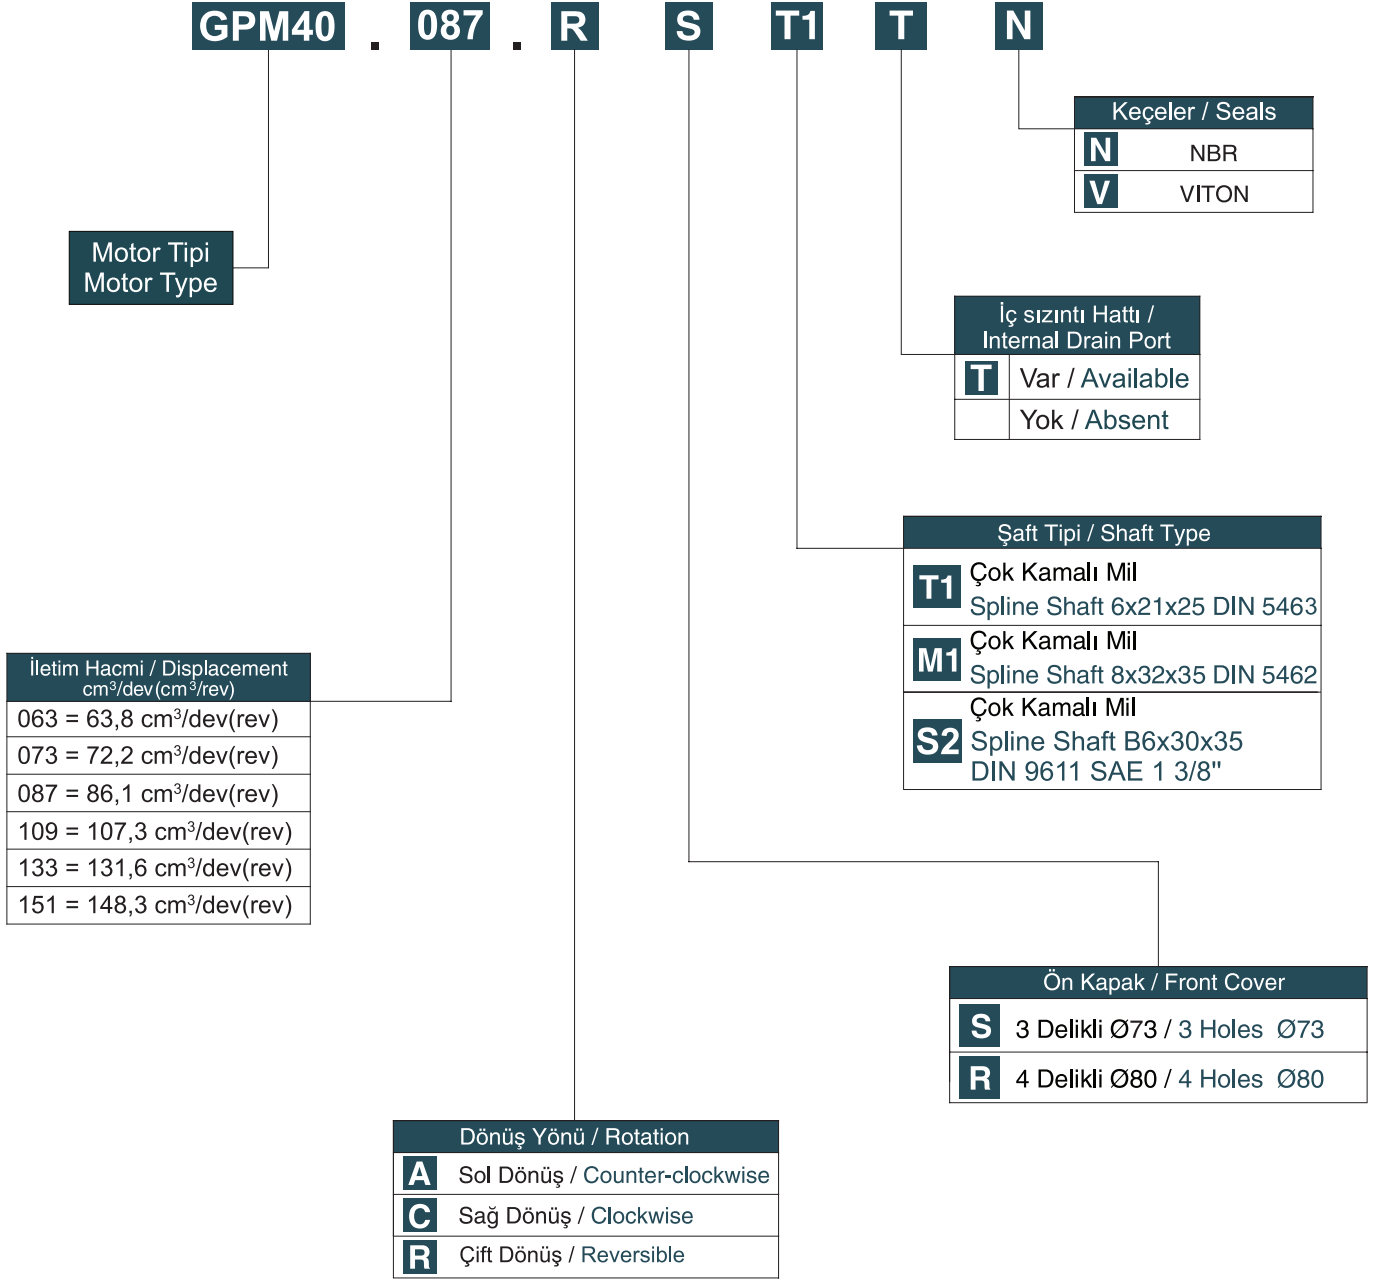 GPM40 . 087 . R S T1 T N
Keçeler / Seals
N NBR
V VITON
Motor Tipi
Motor Type
İç sızıntı Hattı /
Internal Drain Port
T Var / Available
Yok / Absent
Şaft Tipi / Shaft Type
T1 Çok Kamalı Mil
Spline Shaft 6x21x25 DIN 5463
M1 Çok Kamalı Mil
Spline Shaft 8x32x35 DIN 5462
S2 Çok Kamalı Mil
Spline Shaft B6x30x35
DIN 9611 SAE 1 3/8"
İletim Hacmi / Displacement
cm³/dev(cm³/rev)
063 = 63,8 cm³/dev(rev)
073 = 72,2 cm³/dev(rev)
087 = 86,1 cm³/dev(rev)
109 = 107,3 cm³/dev(rev)
133 = 131,6 cm³/dev(rev)
151 = 148,3 cm³/dev(rev)
Ön Kapak / Front Cover
S 3 Delikli Ø73 / 3 Holes Ø73
R 4 Delikli Ø80 / 4 Holes Ø80
Dönüş Yönü / Rotation
A Sol Dönüş / Counter-clockwise
C Sağ Dönüş / Clockwise
R Çift Dönüş / Reversible